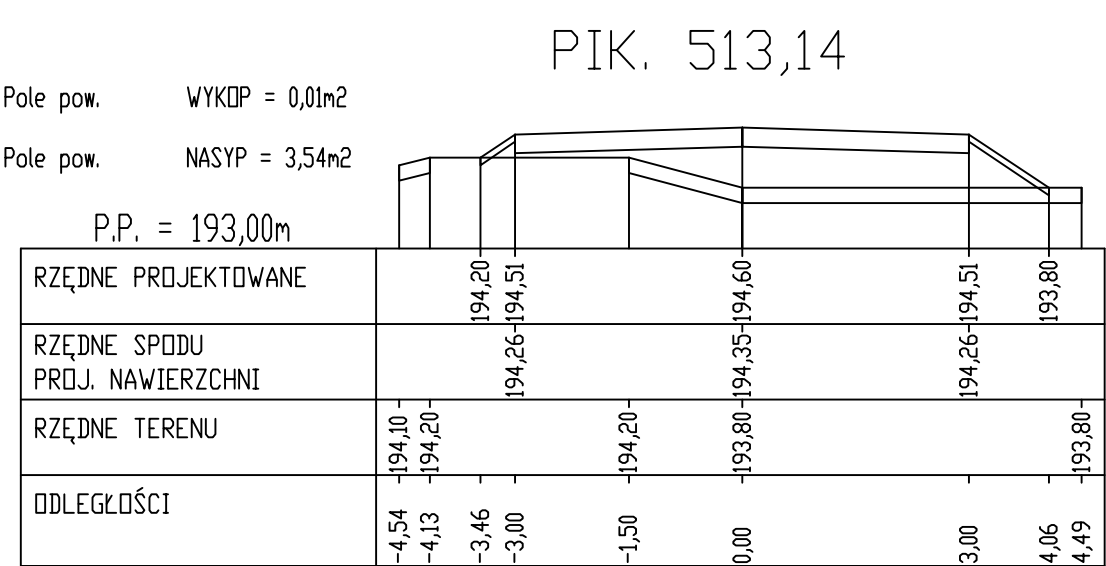 PIK. 513,14
Pole pow. WYKOP = 0,01m2
Pole pow. NASYP = 3,54m2
P.P. = 193,00m
RZĘDNE PROJEKTOWANE 194,20 194,51 194,60 194,51 193,80
RZĘDNE SPODU
PROJ. NAWIERZCHNI 194,26 194,35 194,26
RZĘDNE TERENU 194,10 194,20 194,20 193,80 193,80
ODLEGŁOŚCI -4,54 -4,13 -3,46 -3,00 -1,50 0,00 3,00 4,06 4,49